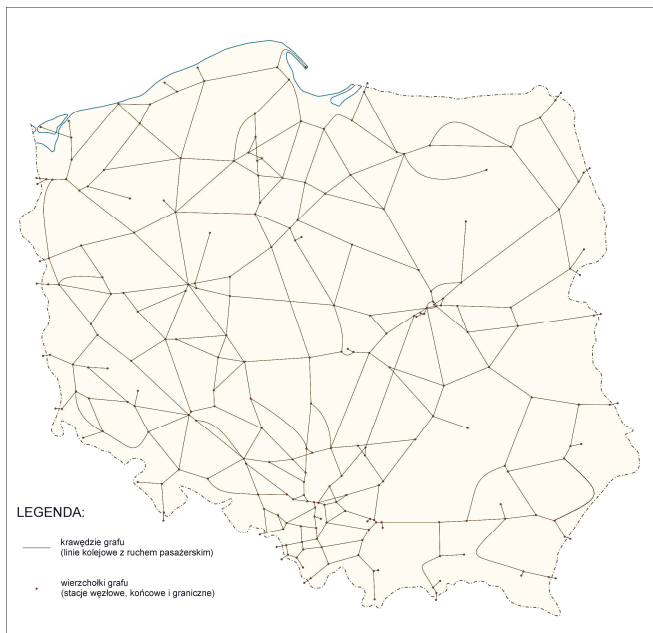 LEGENDA:
krawędzie grafu
(linie kolejowe z ruchem pasażerskim)
wierzchołki grafu
(stacje węzłowe, końcowe i graniczne)